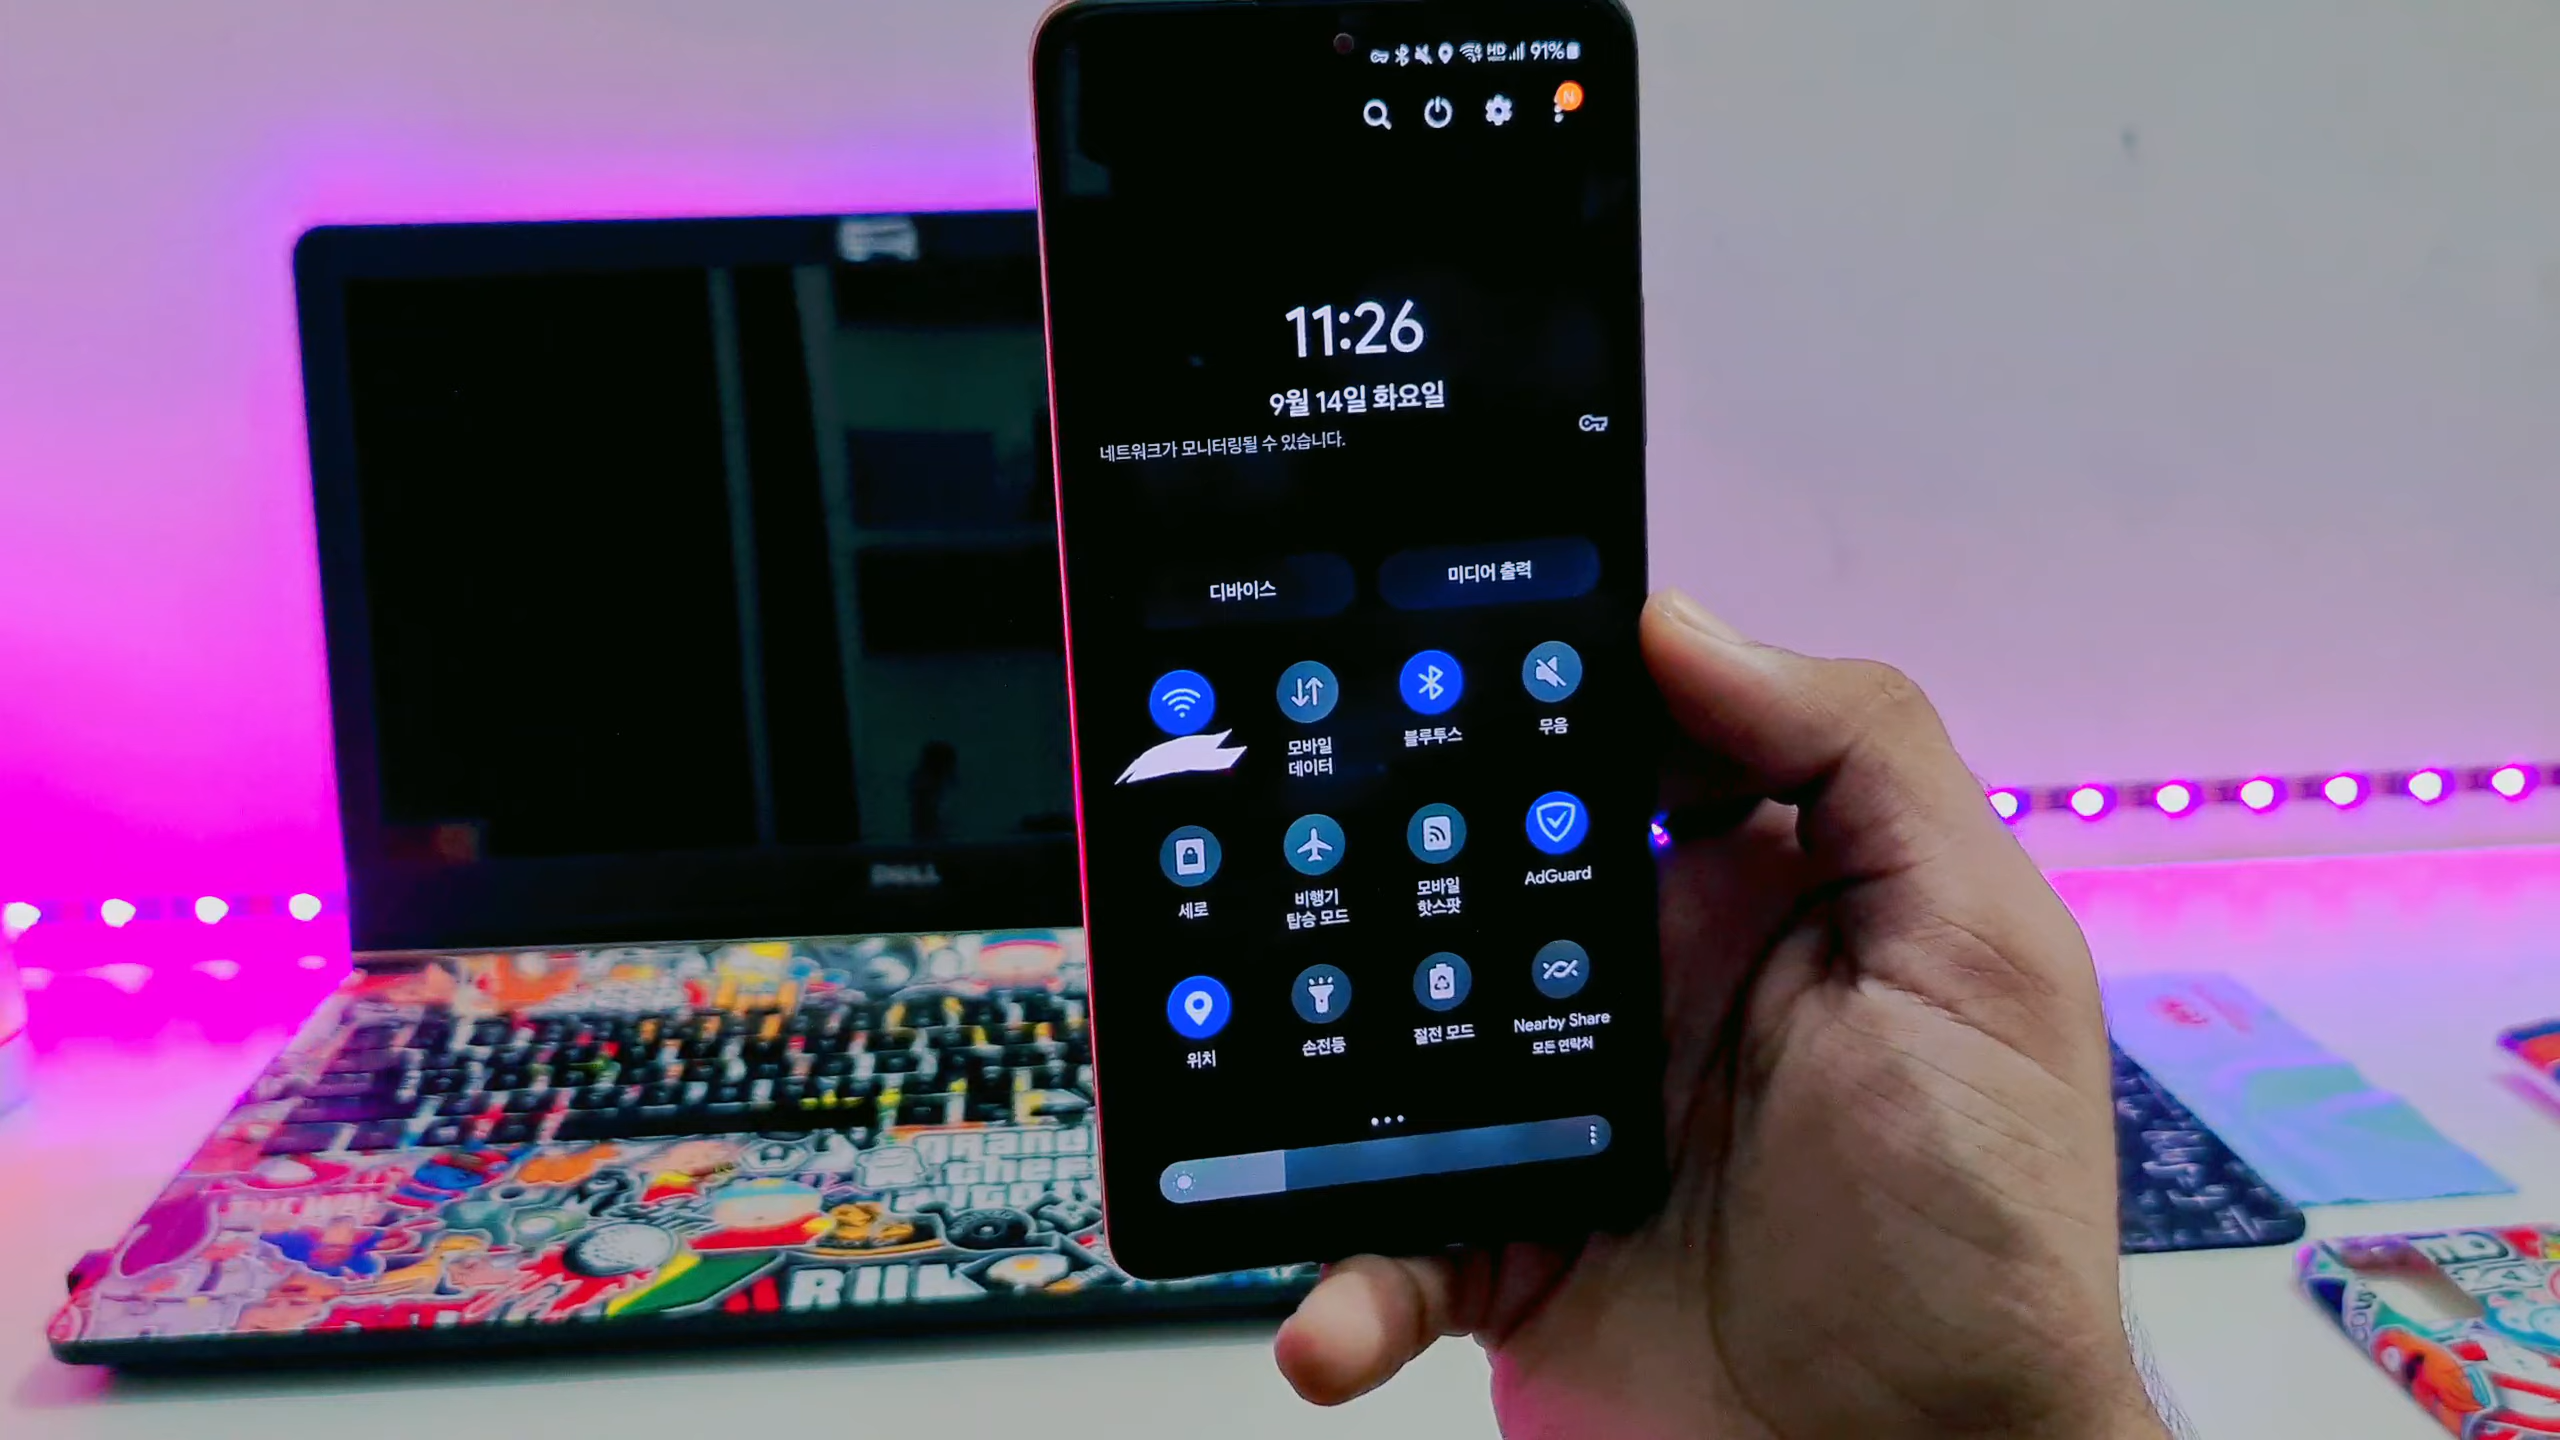 HD
91%
N
11:26
9월 14일 화요일
네트워크가 모니터링될 수 있습니다.
디바이스
미디어 출력
모바일
데이터
블루투스
무음
세로
비행기
탑승 모드
모바일
핫스팟
AdGuard
위치
손전등
절전 모드
Nearby Share
모든 연락처
DELL
grand
theft